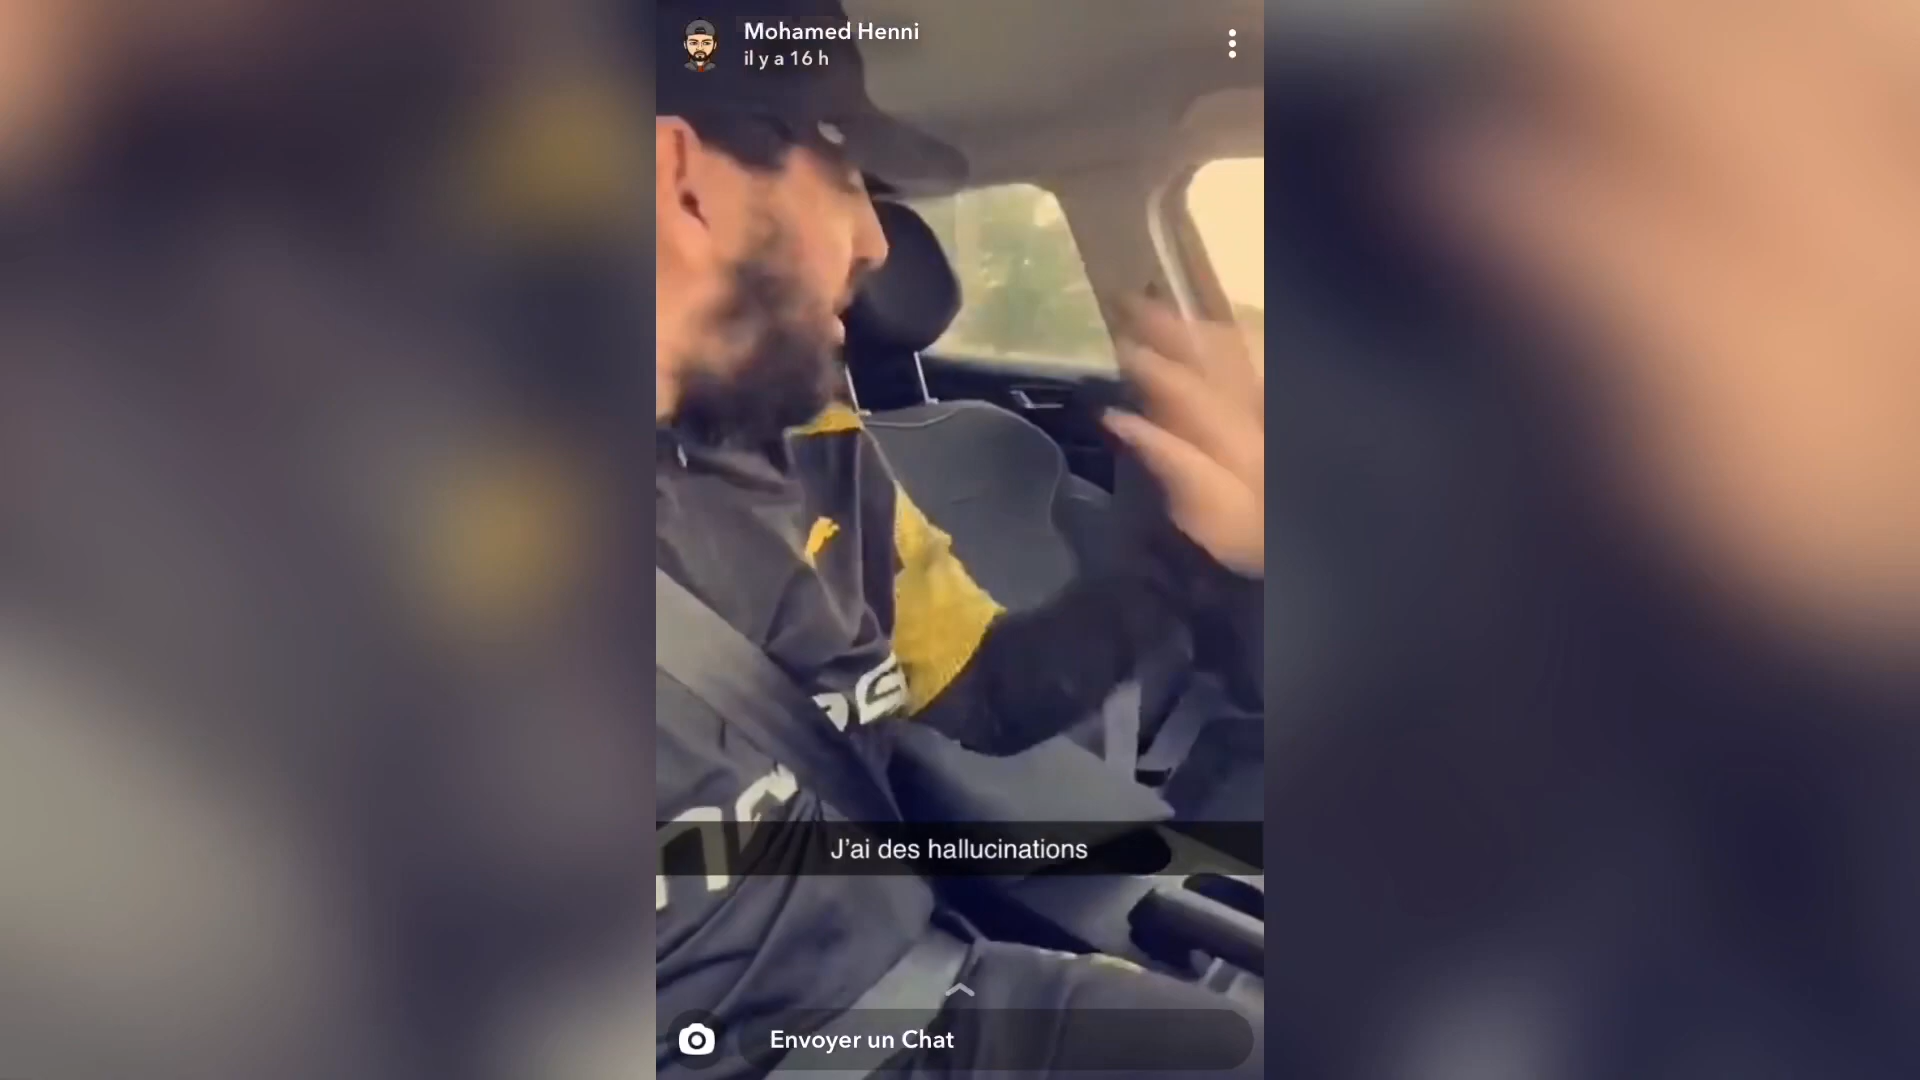 Mohamed Henni
il y a 16 h
J'ai des hallucinations
Envoyer un Chat